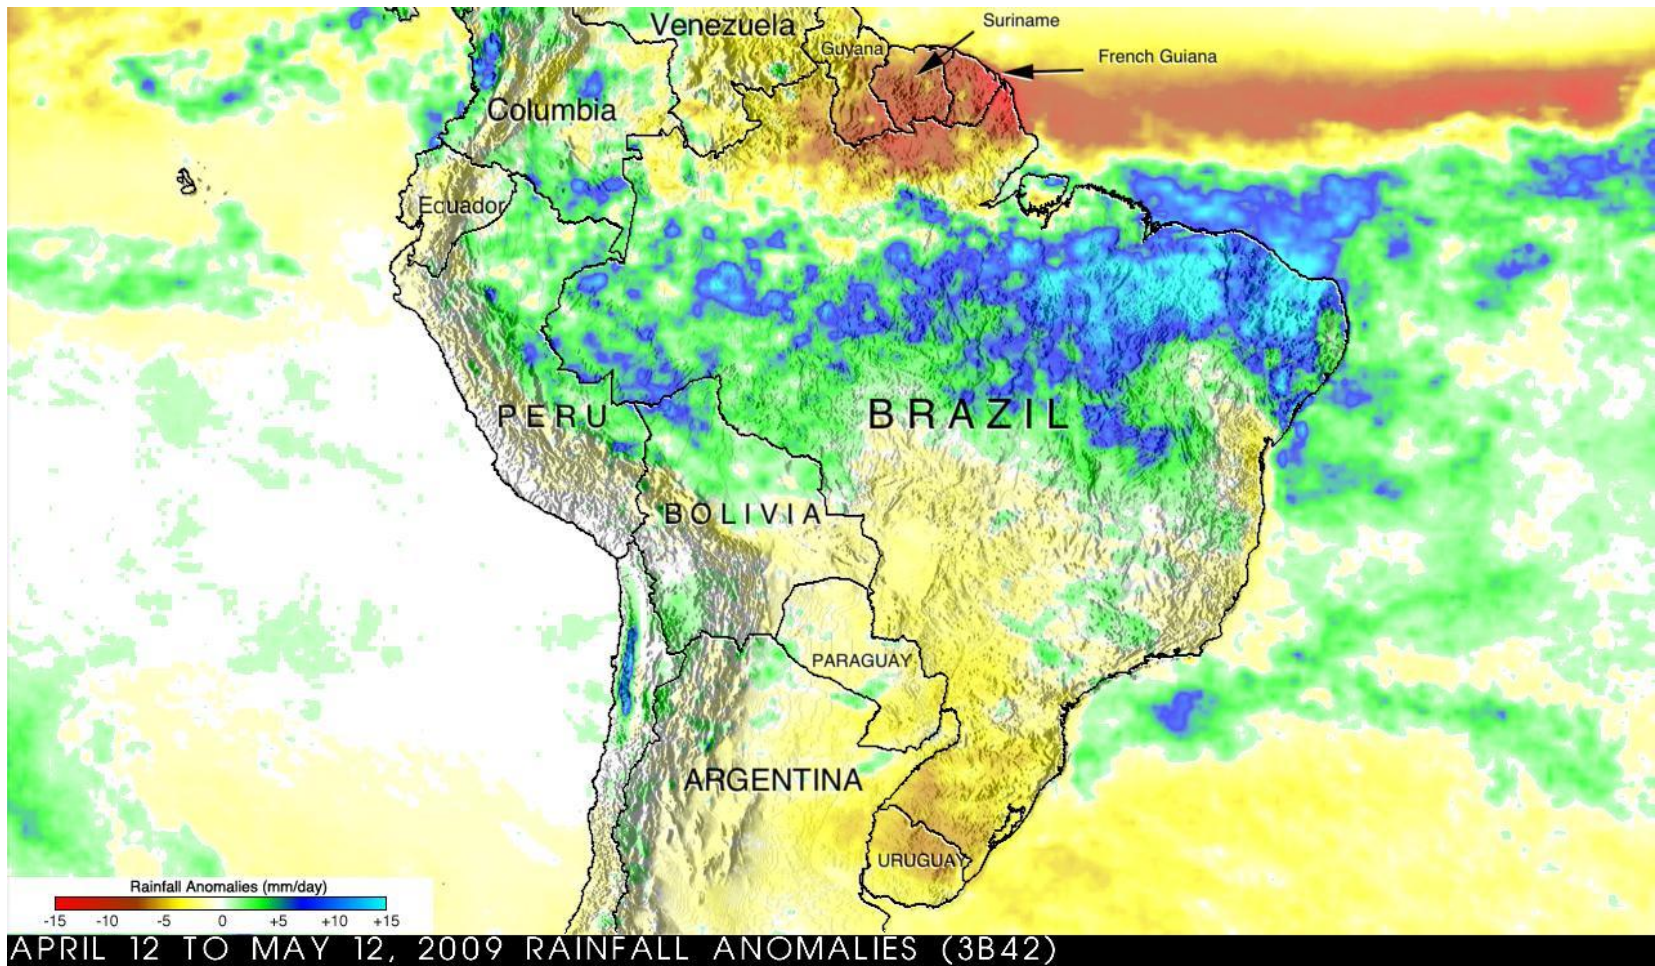 Venezuela
Suriname
Guyana
French Guiana
Columbia
Ecuador
PERU
BRAZIL
BOLIVIA
PARAGUAY
ARGENTINA
URUGUAY
Rainfall Anomalies (mm/day)
-15 -10 -5 0 +5 +10 +15
APRIL 12 TO MAY 12, 2009 RAINFALL ANOMALIES (3B42)